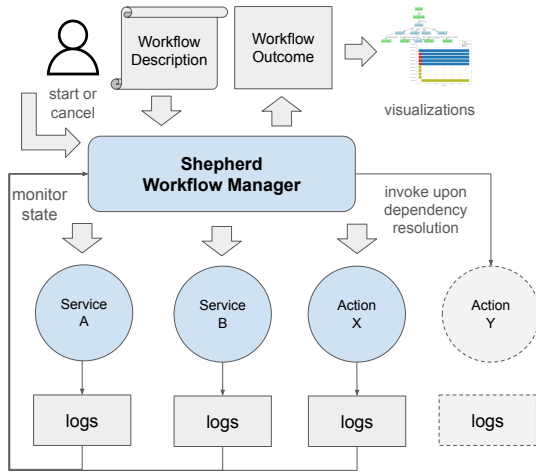 Workflow
Description
Workflow
Outcome
start or
cancel
visualizations
Shepherd
Workflow Manager
monitor
state
invoke upon
dependency
resolution
Service
A
Service
B
Action
X
Action
Y
logs
logs
logs
logs